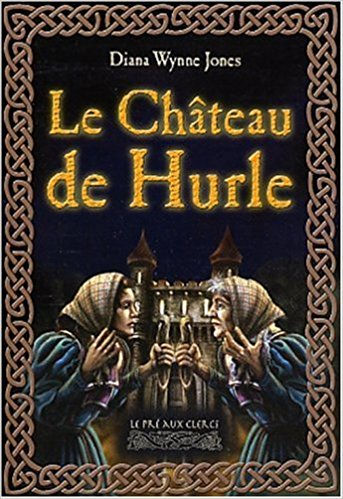 Diana Wynne Jones
Le Château
de Hurle
LE PRÉ AUX CLERCS